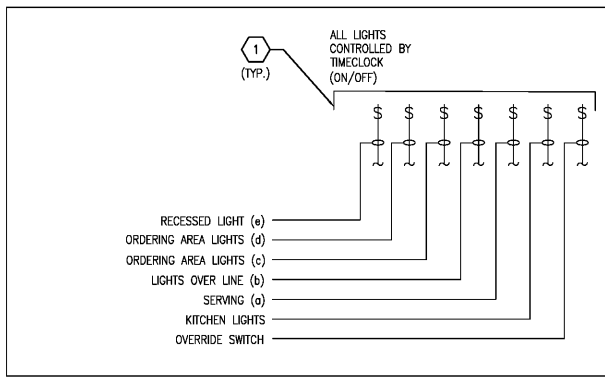 1
(TYP.)
ALL LIGHTS
CONTROLLED BY
TIMECLOCK
(ON/OFF)
$ $ $ $ $ $ $
RECESSED LIGHT (e)
ORDERING AREA LIGHTS (d)
ORDERING AREA LIGHTS (c)
LIGHTS OVER LINE (b)
SERVING (a)
KITCHEN LIGHTS
OVERRIDE SWITCH